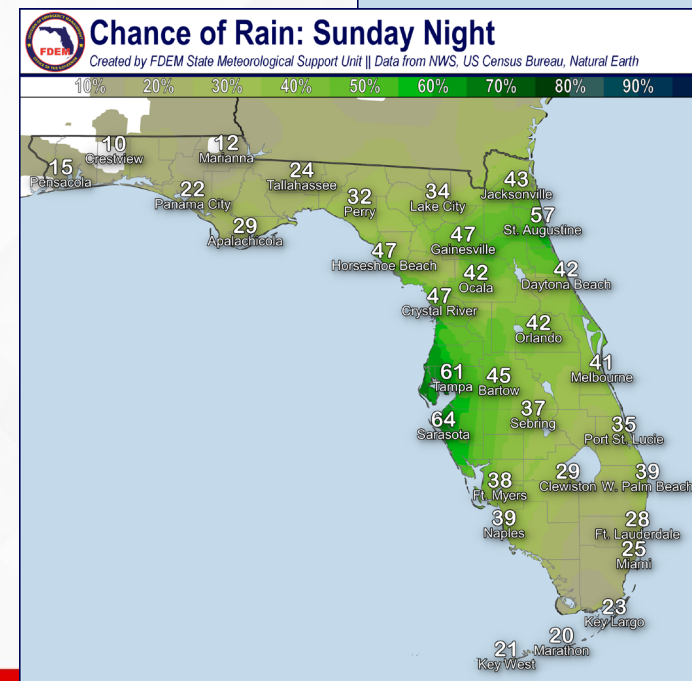 Chance of Rain: Sunday Night
Created by FDEM State Meteorological Support Unit || Data from NWS, US Census Bureau, Natural Earth
FDEM
10% 20% 30% 40% 50% 60% 70% 80% 90%
10
Crestview
12
Marianna
15
Pensacola
24
Tallahassee
22
Panama City
29
Apalachicola
32
Perry
34
Lake City
43
Jacksonville
57
St. Augustine
47
Gainesville
47
Horseshoe Beach
42
Ocala
42
Daytona Beach
47
Crystal River
42
Orlando
61
Tampa
45
Bartow
41
Melbourne
64
Sarasota
37
Sebring
35
Port St. Lucie
38
Ft. Myers
29
Clewiston
39
W. Palm Beach
39
Naples
28
Ft. Lauderdale
25
Miami
23
Key Largo
20
Marathon
21
Key West